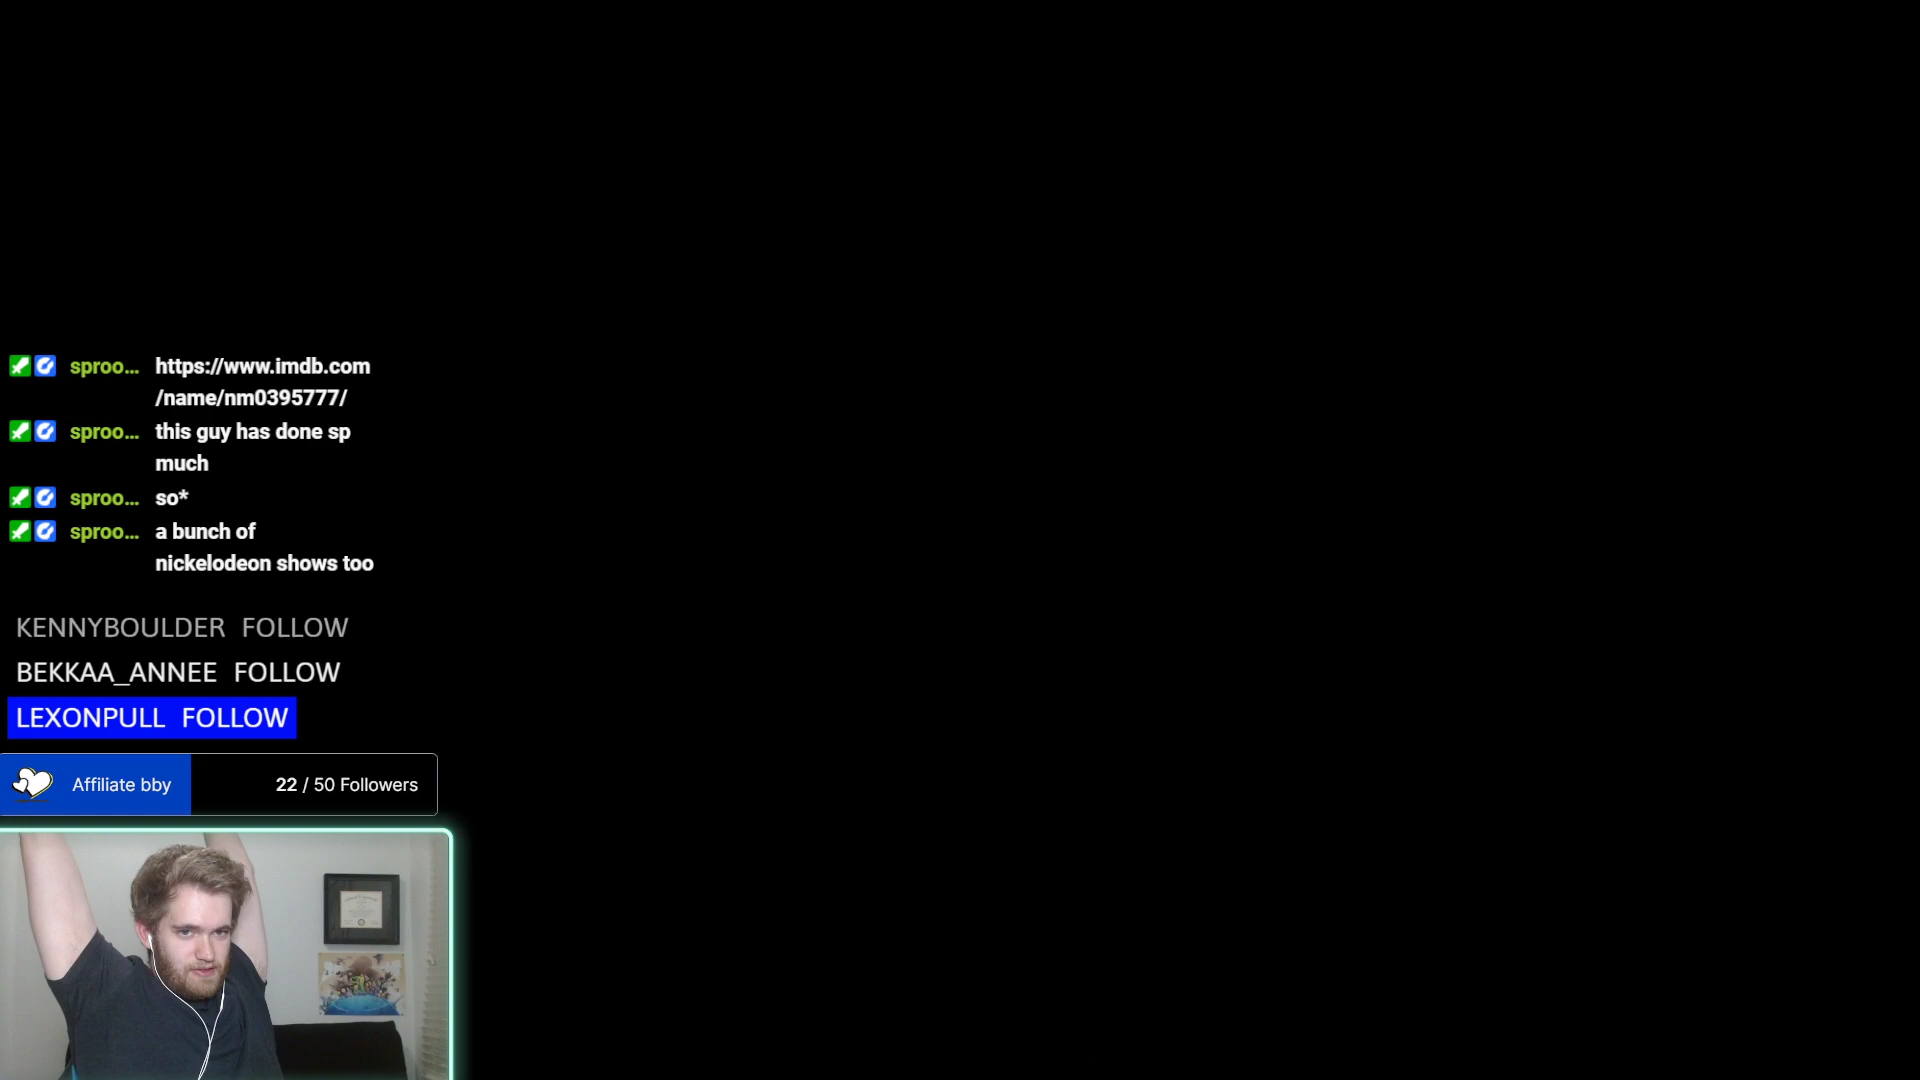 sproo... https://www.imdb.com
/name/nm0395777/
sproo... this guy has done sp
much
sproo... so*
sproo... a bunch of
nickelodeon shows too
KENNYBOULDER FOLLOW
BEKKAA_ANNEE FOLLOW
LEXONPULL FOLLOW
Affiliate bby 22 / 50 Followers